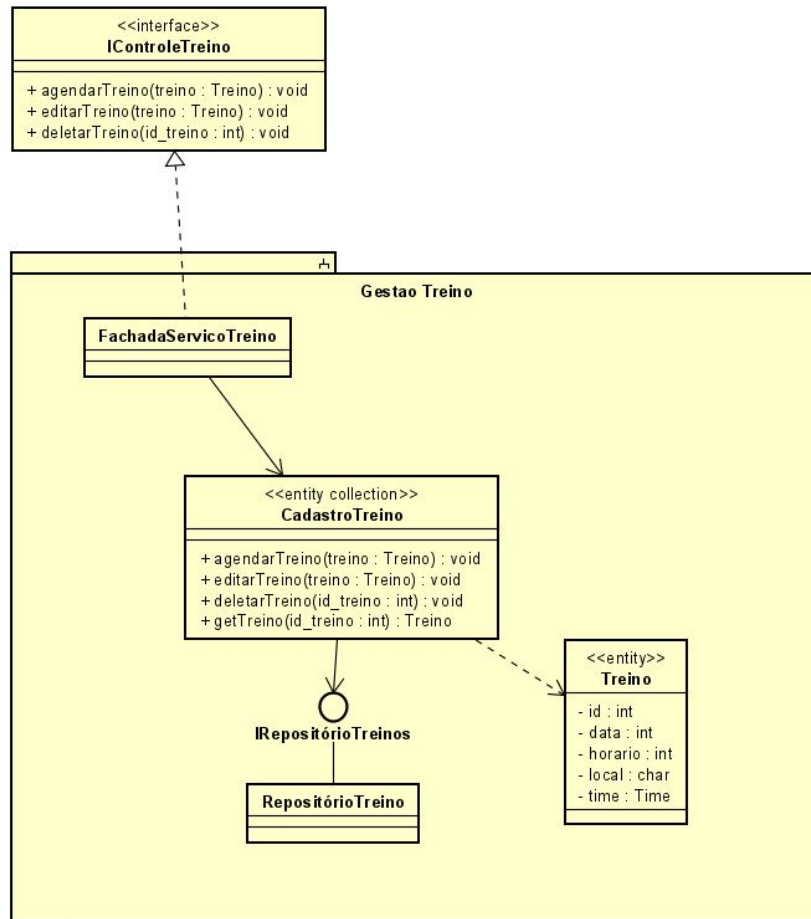 <<interface>>
IControleTreino
+ agendarTreino(treino : Treino) : void
+ editarTreino(treino : Treino) : void
+ deletarTreino(id_treino : int) : void
Gestao Treino
FachadaServicoTreino
<<entity collection>>
CadastroTreino
+ agendarTreino(treino : Treino) : void
+ editarTreino(treino : Treino) : void
+ deletarTreino(id_treino : int) : void
+ getTreino(id_treino : int) : Treino
<<entity>>
Treino
- id : int
- data : int
- horario : int
- local : char
- time : Time
IRepositórioTreinos
RepositórioTreino